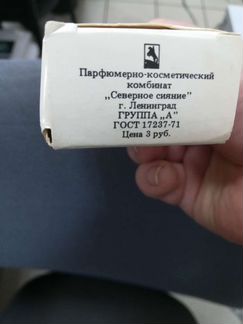 Парфюмерно-косметический
комбинат
„Северное сияние"
г. Ленинград
ГРУППА „А"
ГОСТ 17237-71
Цена 3 руб.